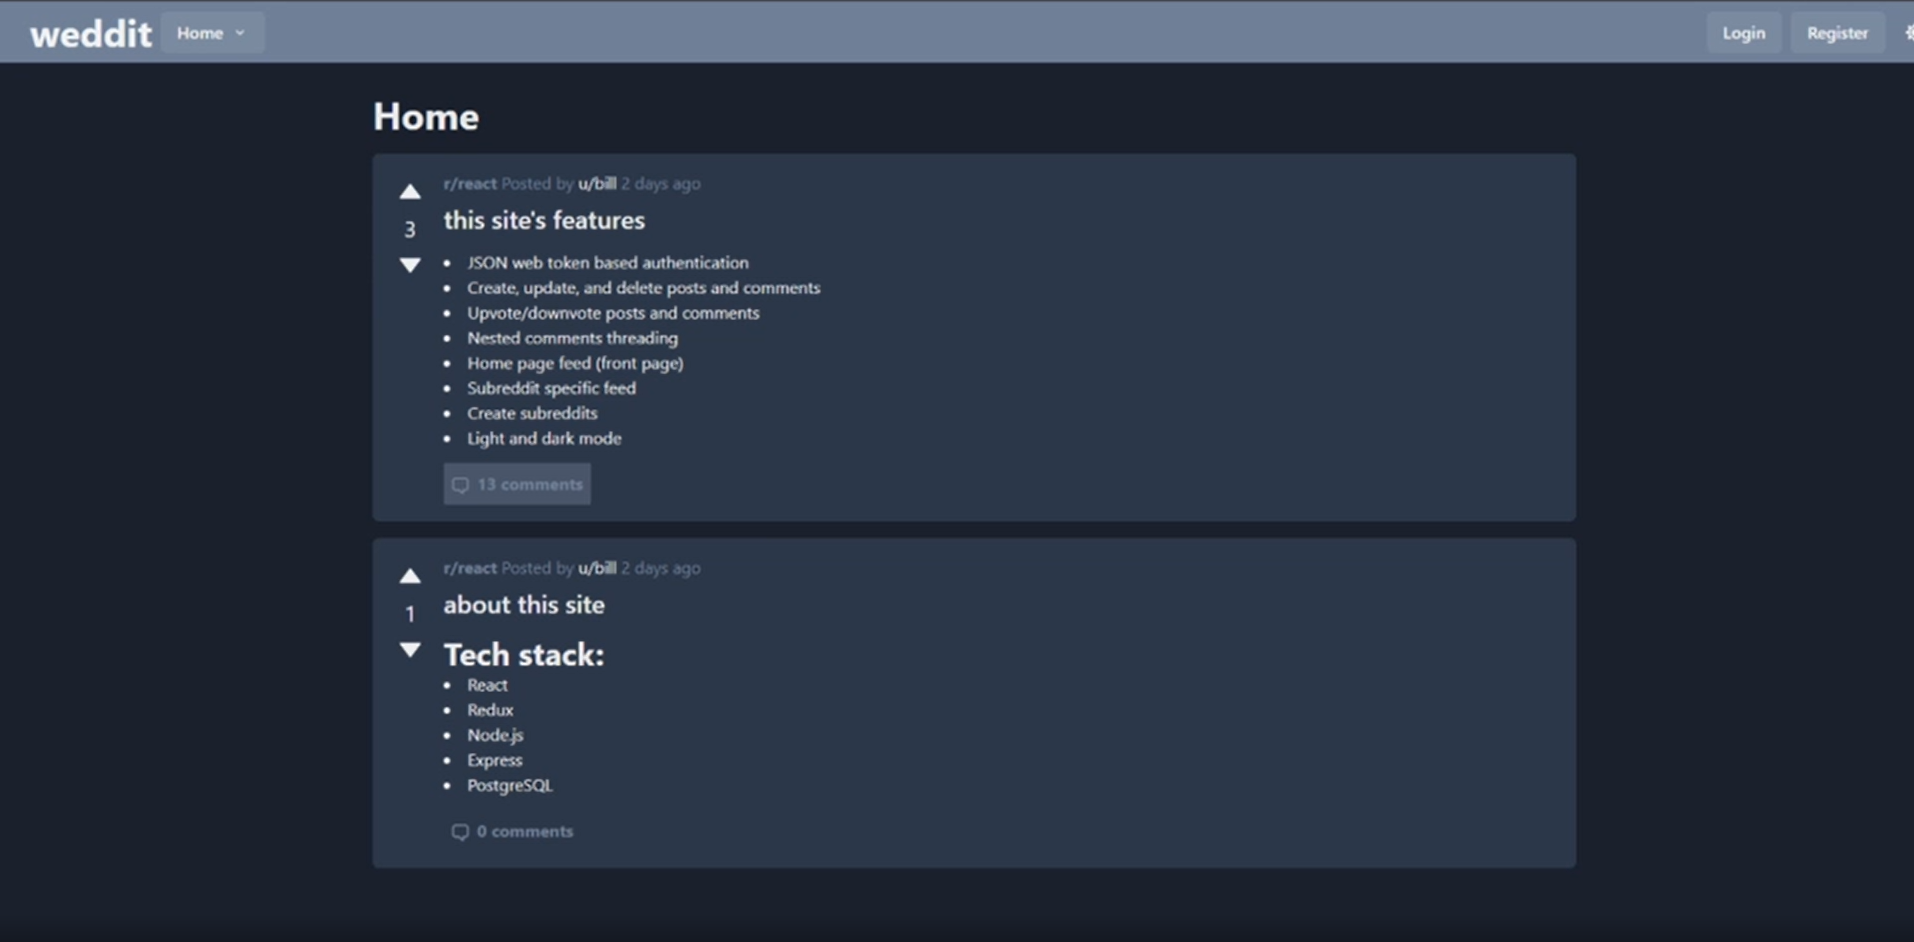 weddit Home Login Register
Home
r/react Posted by u/bill 2 days ago
3
this site's features
• JSON web token based authentication
• Create, update, and delete posts and comments
• Upvote/downvote posts and comments
• Nested comments threading
• Home page feed (front page)
• Subreddit specific feed
• Create subreddits
• Light and dark mode
13 comments
r/react Posted by u/bill 2 days ago
1
about this site
Tech stack:
• React
• Redux
• Node.js
• Express
• PostgreSQL
0 comments